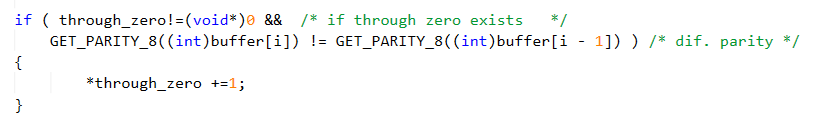 if ( through_zero!=(void*)0 &&  /* if through zero exists   */
    GET_PARITY_8((int)buffer[i]) != GET_PARITY_8((int)buffer[i - 1]) ) /* dif. parity */
{
        *through_zero +=1;
}